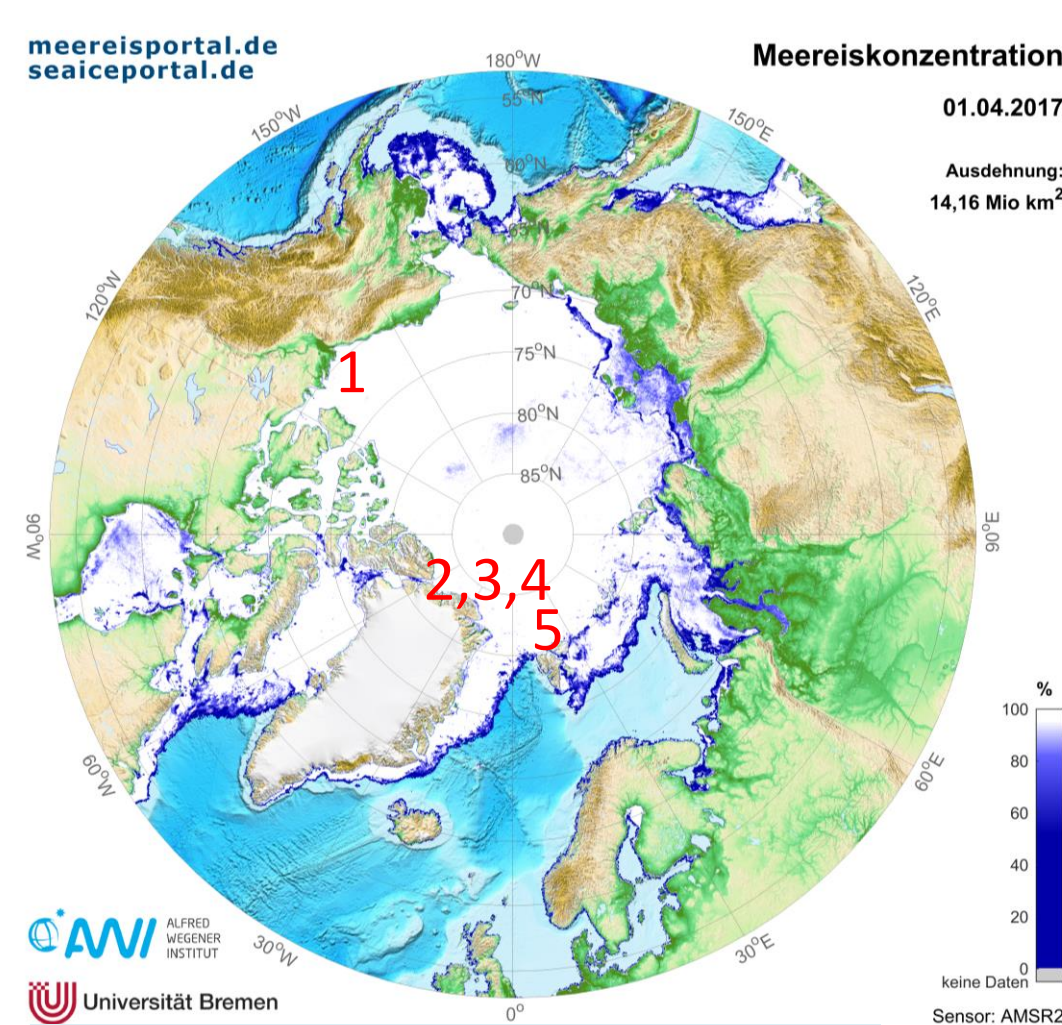 meereisportal.de
seaiceportal.de
Meereiskonzentration
01.04.2017
Ausdehnung:
14,16 Mio km²
180°W
150°W
150°E
120°W
120°E
90°W
90°E
60°W
60°E
30°W
30°E
0°
55°N
60°N
65°N
70°N
75°N
80°N
85°N
1
2,3,4
5
%
100
80
60
40
20
0
keine Daten
Sensor: AMSR2
AWI
ALFRED
WEGENER
INSTITUT
Universität Bremen